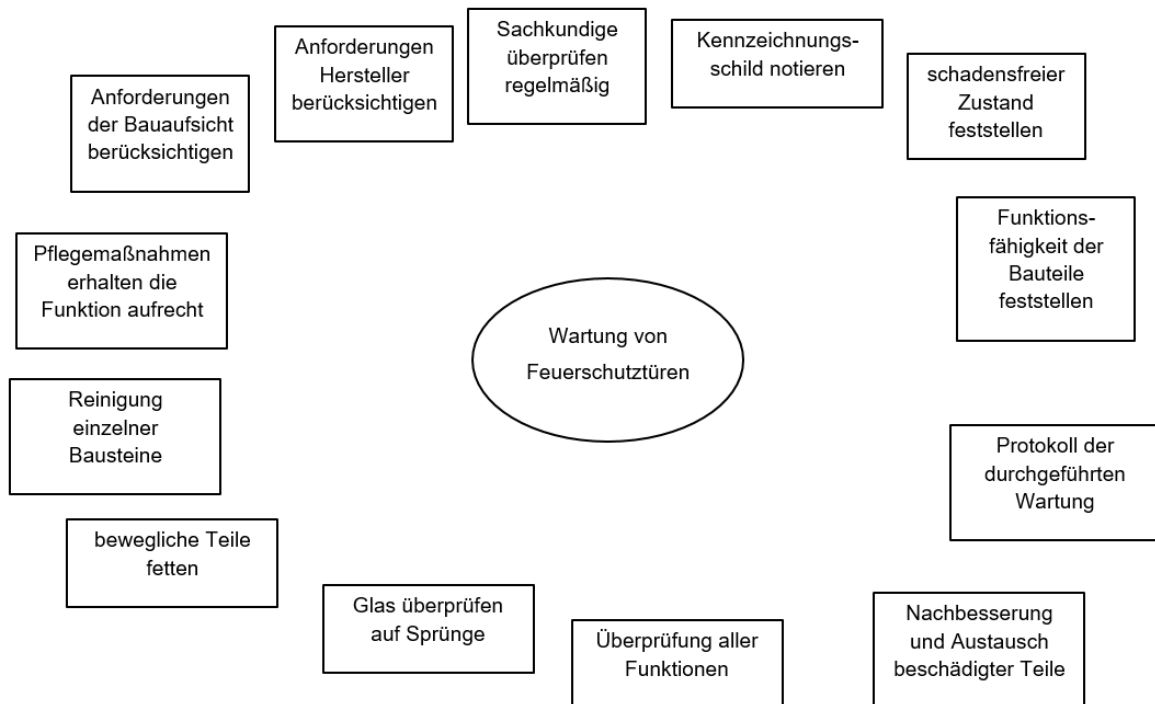 Anforderungen
der Bauaufsicht
berücksichtigen
Anforderungen
Hersteller
berücksichtigen
Sachkundige
überprüfen
regelmäßig
Kennzeichnungs-
schild notieren
schadensfreier
Zustand
feststellen
Funktions-
fähigkeit der
Bauteile
feststellen
Pflegemaßnahmen
erhalten die
Funktion aufrecht
Wartung von
Feuerschutztüren
Reinigung
einzelner
Bausteine
Protokoll der
durchgeführten
Wartung
bewegliche Teile
fetten
Glas überprüfen
auf Sprünge
Überprüfung aller
Funktionen
Nachbesserung
und Austausch
beschädigter Teile